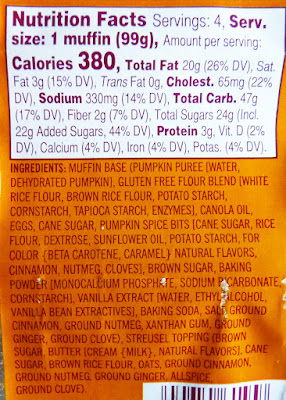 Nutrition Facts Servings: 4, Serv.
size: 1 muffin (99g), Amount per serving:
Calories 380, Total Fat 20g (26% DV), Sat.
Fat 3g (15% DV), Trans Fat 0g, Cholest. 65mg (22%
DV), Sodium 330mg (14% DV), Total Carb. 47g
(17% DV), Fiber 2g (7% DV), Total Sugars 24g (Incl.
22g Added Sugars, 44% DV), Protein 3g, Vit. D (2%
DV), Calcium (4% DV), Iron (4% DV), Potas. (4% DV).
INGREDIENTS: MUFFIN BASE (PUMPKIN PUREE [WATER,
DEHYDRATED PUMPKIN], GLUTEN FREE FLOUR BLEND [WHITE
RICE FLOUR, BROWN RICE FLOUR, POTATO STARCH,
CORNSTARCH, TAPIOCA STARCH, ENZYMES], CANOLA OIL,
EGGS, CANE SUGAR, PUMPKIN SPICE BITS [CANE SUGAR, RICE
FLOUR, DEXTROSE, SUNFLOWER OIL, POTATO STARCH, FOR
COLOR {BETA CAROTENE, CARAMEL} NATURAL FLAVORS,
CINNAMON, NUTMEG, CLOVES], BROWN SUGAR, BAKING
POWDER [MONOCALCIUM PHOSPHATE, SODIUM BICARBONATE,
CORNSTARCH], VANILLA EXTRACT [WATER, ETHYL ALCOHOL,
VANILLA BEAN EXTRACTIVES], BAKING SODA, SALT, GROUND
CINNAMON, GROUND NUTMEG, XANTHAN GUM, GROUND
GINGER, GROUND CLOVE), STREUSEL TOPPING (BROWN
SUGAR, BUTTER [CREAM {MILK}, NATURAL FLAVORS], CANE
SUGAR, BROWN RICE FLOUR, OATS, GROUND CINNAMON,
GROUND NUTMEG, GROUND GINGER, ALLSPICE,
GROUND CLOVE).